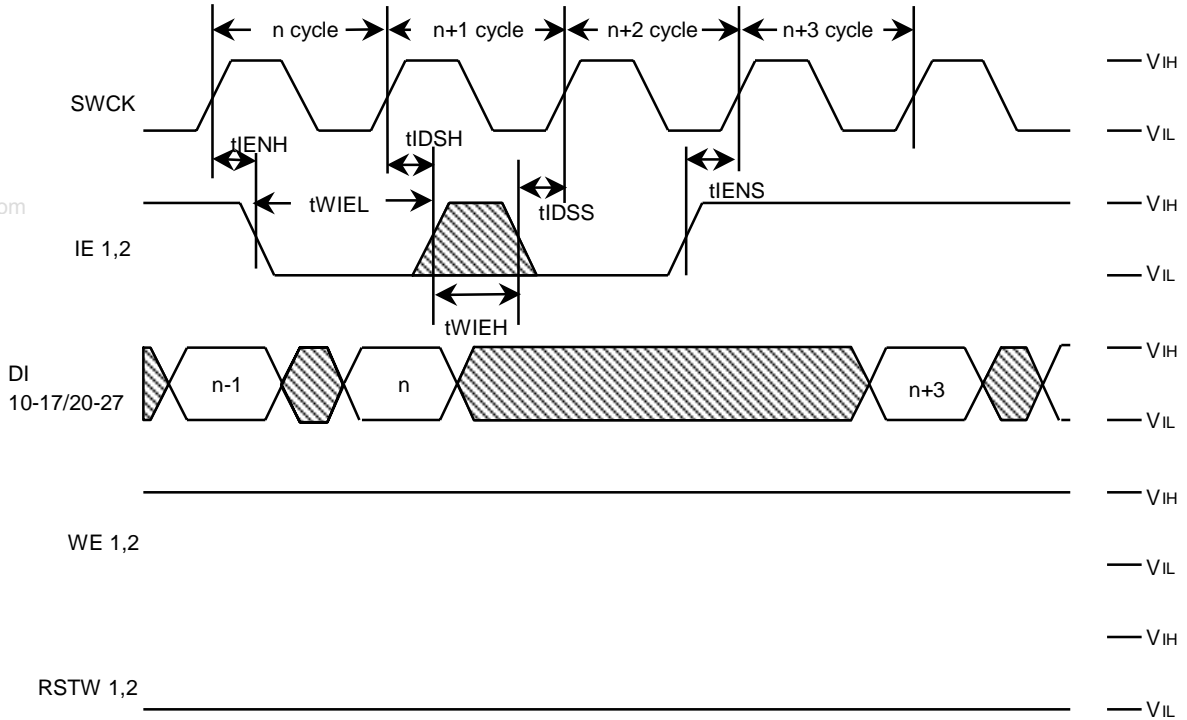 n cycle n+1 cycle n+2 cycle n+3 cycle
VIH
SWCK
VIL
tIENH tIDSH
tWIEL tIDSS tIENS
om
VIH
IE 1,2
VIL
tWIEH
VIH
DI
10-17/20-27
n-1 n n+3
VIL
VIH
WE 1,2
VIL
VIH
RSTW 1,2
VIL